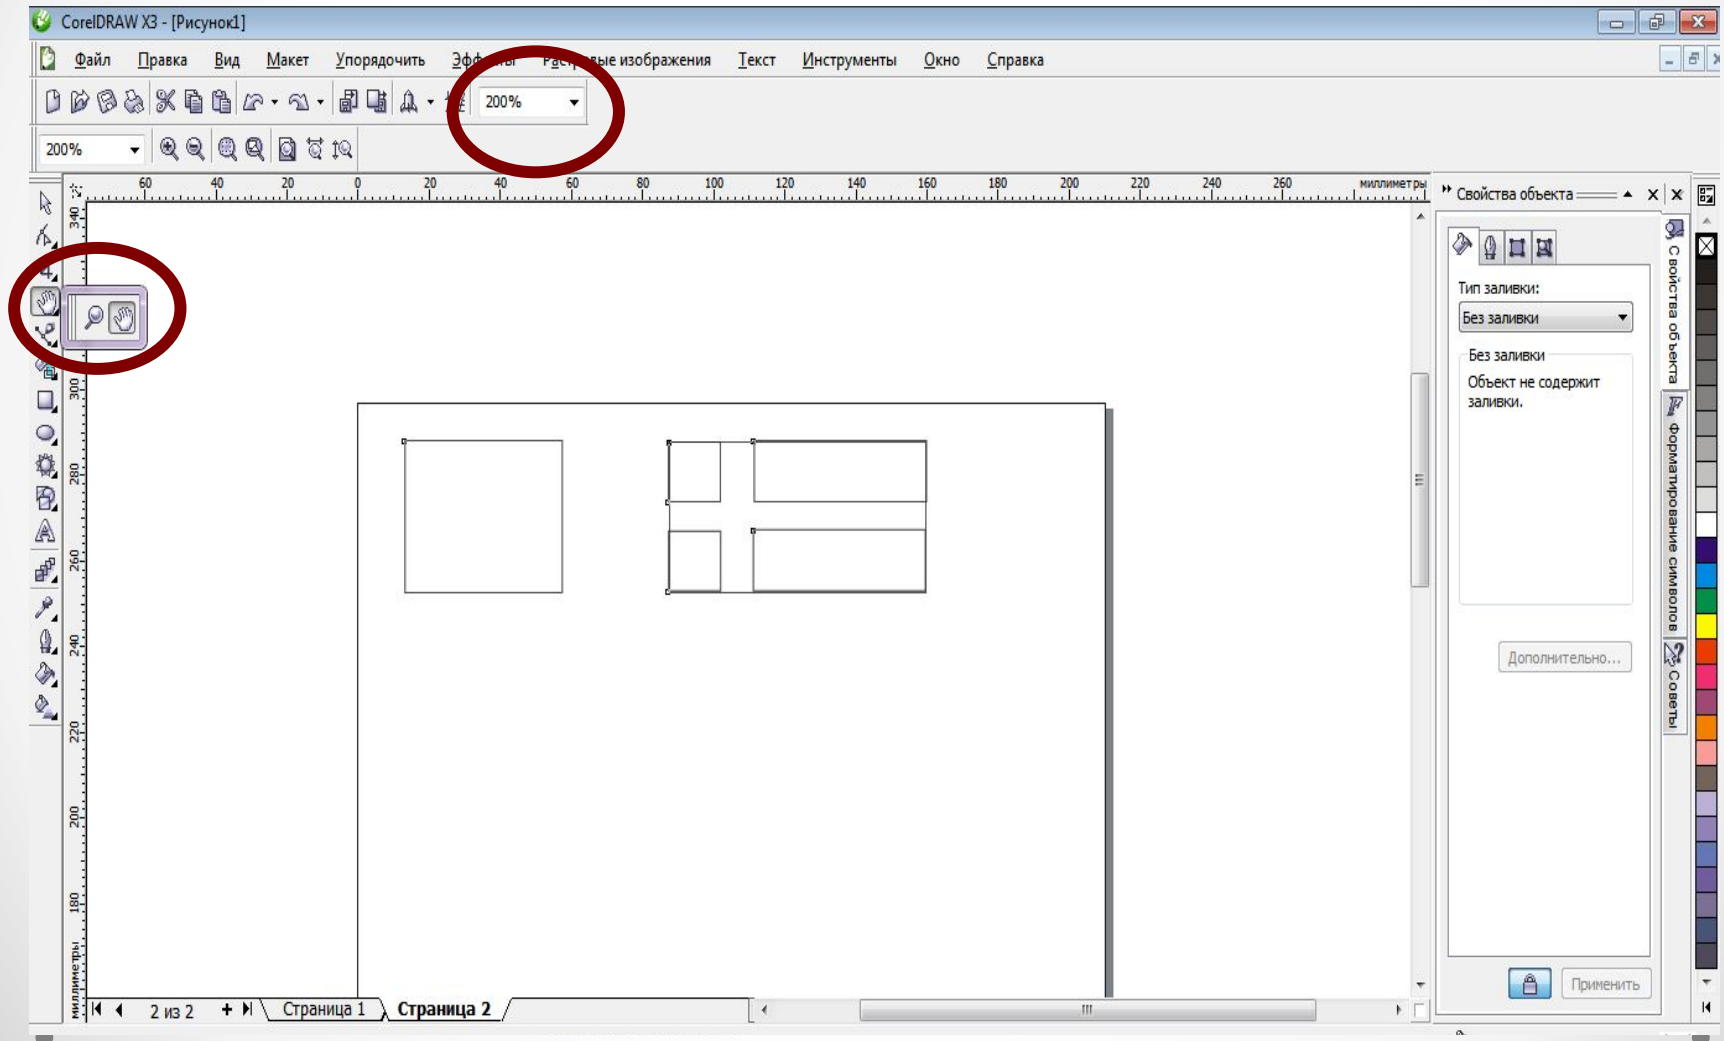 CorelDRAW X3 - [Рисунок1]
Файл Правка Вид Макет Упорядочить Эффекты Растровые изображения Текст Инструменты Окно Справка
200%
200%
60 40 20 0 20 40 60 80 100 120 140 160 180 200 220 240 260 миллиметры
340
300
280
260
240
220
200
180
миллиметры
Свойства объекта
Тип заливки:
Без заливки
Без заливки
Объект не содержит
заливки.
Дополнительно...
Применить
Свойства объекта
Форматирование символов
Советы
2 из 2 Страница 1 Страница 2